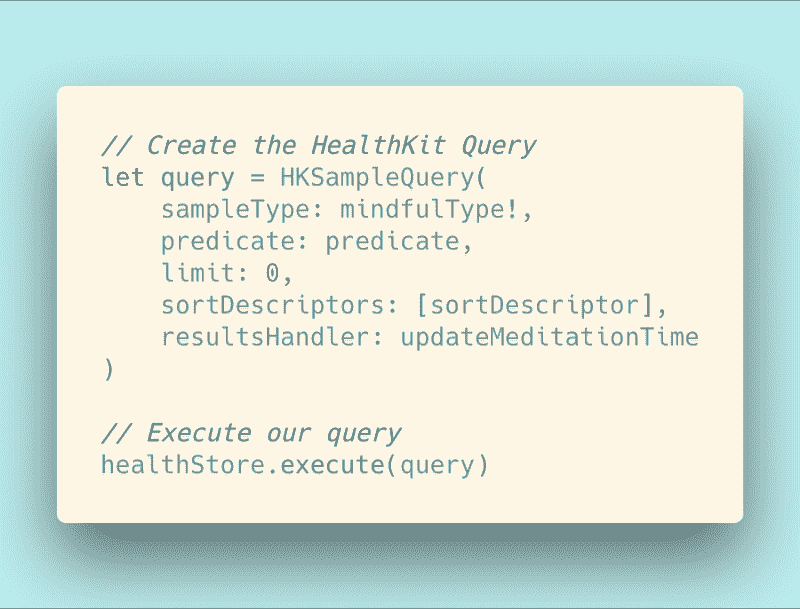 // Create the HealthKit Query
let query = HKSampleQuery(
    sampleType: mindfulType!,
    predicate: predicate,
    limit: 0,
    sortDescriptors: [sortDescriptor],
    resultsHandler: updateMeditationTime
)

// Execute our query
healthStore.execute(query)